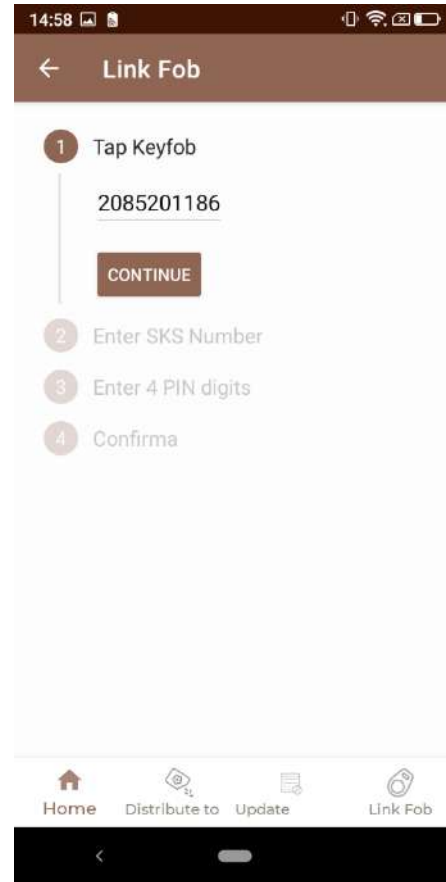 14:58
Link Fob
1 Tap Keyfob
2085201186
CONTINUE
2 Enter SKS Number
3 Enter 4 PIN digits
4 Confirma
Home Distribute to Update Link Fob